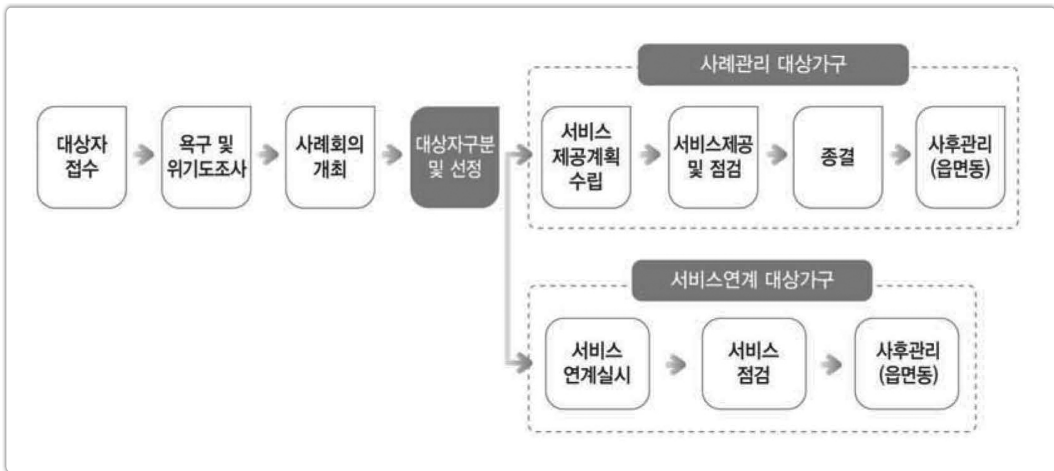 사례관리 대상가구
대상자
접수
욕구 및
위기도조사
사례회의
개최
대상자구분
및 선정
서비스
제공계획
수립
서비스제공
및 점검
종결
사후관리
(읍면동)
서비스연계 대상가구
서비스
연계실시
서비스
점검
사후관리
(읍면동)